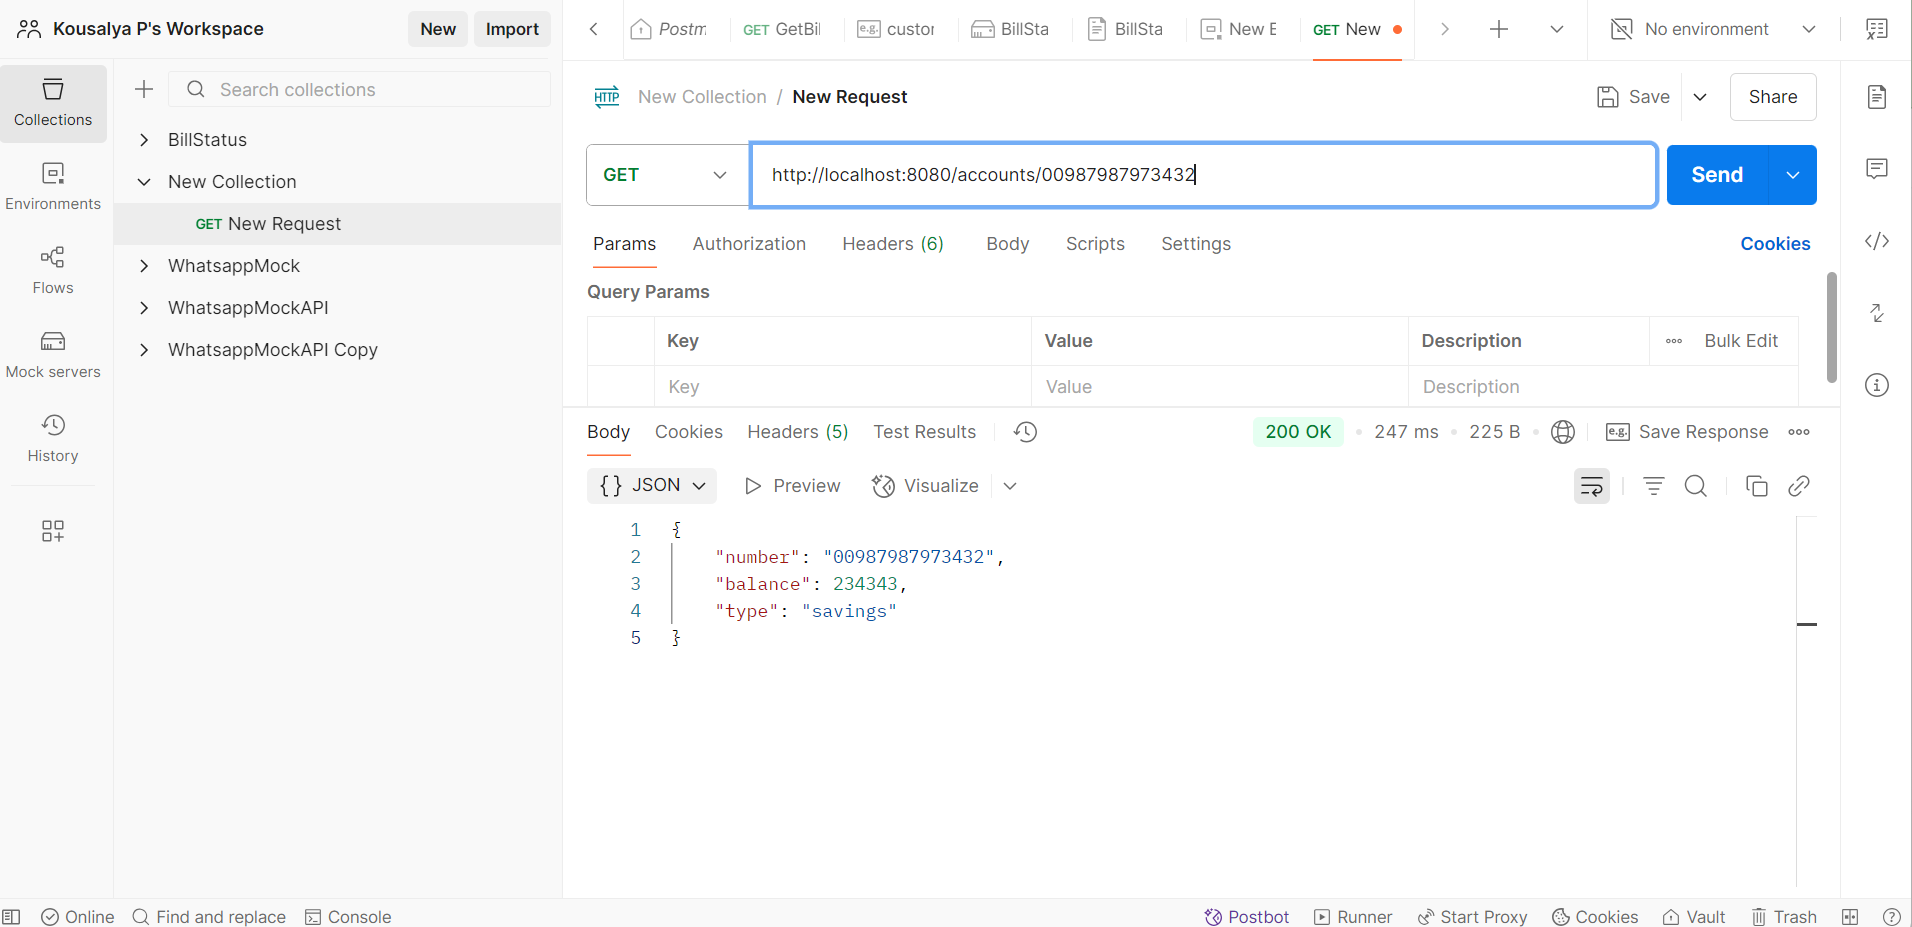 Kousalya P's Workspace
New
Import
Postm
GET GetBil
e.g. custor
BillSta
BillSta
New E
GET New
No environment
Collections
Environments
Flows
Mock servers
History
Search collections
BillStatus
New Collection
GET New Request
WhatsappMock
WhatsappMockAPI
WhatsappMockAPI Copy
HTTP New Collection / New Request
Save
Share
GET
http://localhost:8080/accounts/00987987973432
Send
Params
Authorization
Headers (6)
Body
Scripts
Settings
Cookies
Query Params
Key
Value
Description
Bulk Edit
Key
Value
Description
Body
Cookies
Headers (5)
Test Results
200 OK
247 ms
225 B
e.g. Save Response
{} JSON
Preview
Visualize
1 {
2 "number": "00987987973432",
3 "balance": 234343,
4 "type": "savings"
5 }
Online
Find and replace
Console
Postbot
Runner
Start Proxy
Cookies
Vault
Trash